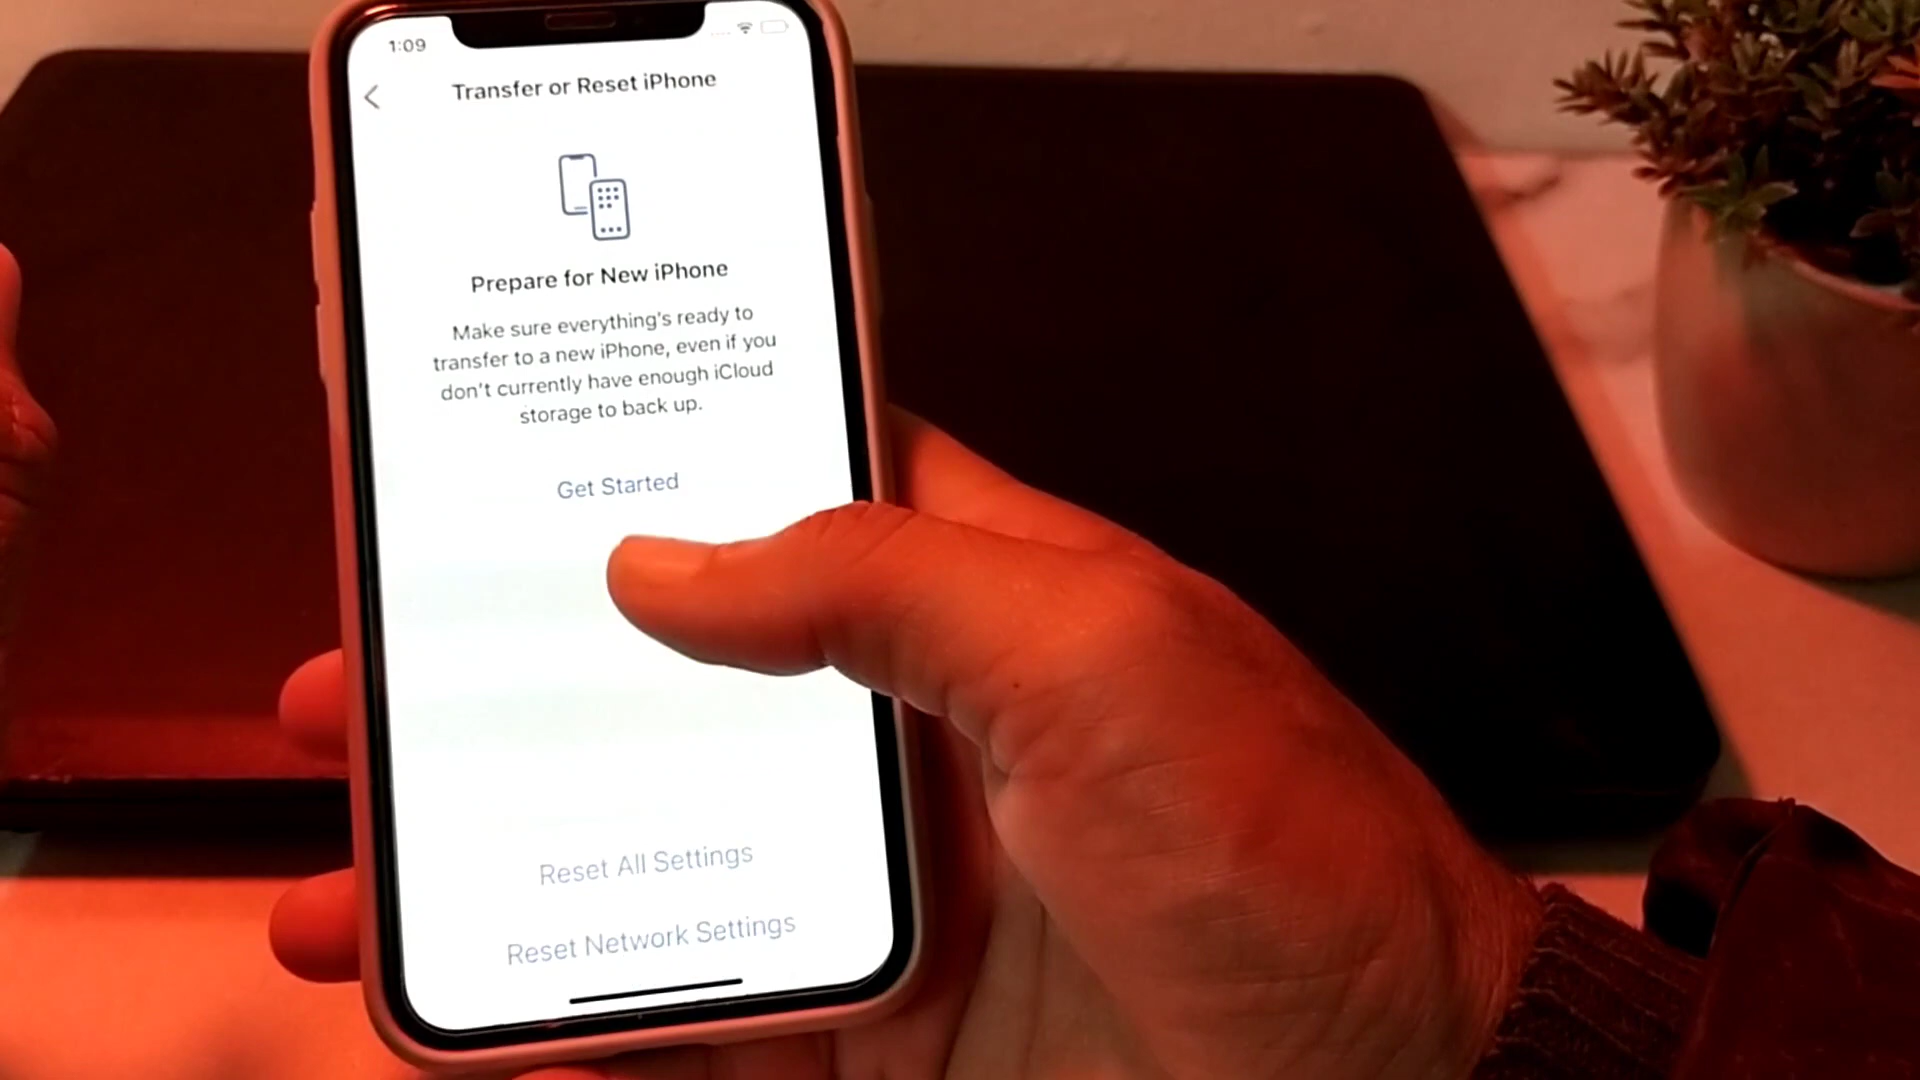 1:09
Transfer or Reset iPhone
Prepare for New iPhone
Make sure everything's ready to
transfer to a new iPhone, even if you
don't currently have enough iCloud
storage to back up.
Get Started
Reset All Settings
Reset Network Settings